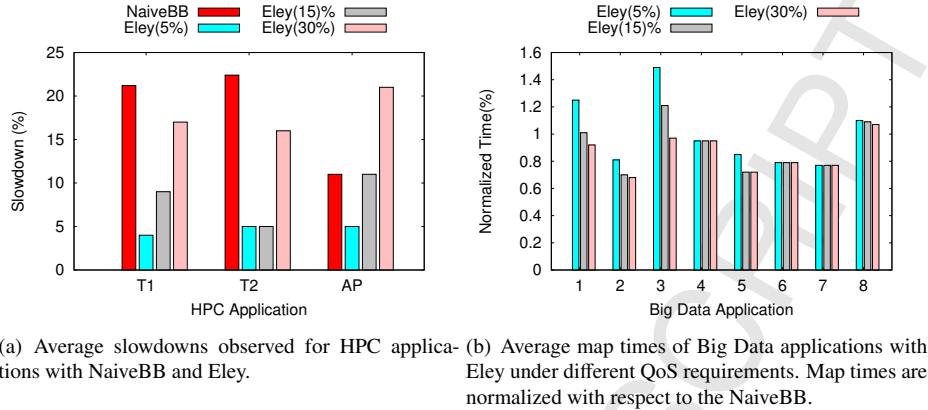 NaiveBB
Eley(5%)
Eley(15)%
Eley(30%)
25
20
15
10
5
0
Slowdown (%)
T1 T2 AP
HPC Application
Eley(5%)
Eley(15)%
Eley(30%)
1.6
1.4
1.2
1
0.8
0.6
0.4
0.2
0
Normalized Time(%)
1 2 3 4 5 6 7 8
Big Data Application
(a) Average slowdowns observed for HPC applica-
tions with NaiveBB and Eley.
(b) Average map times of Big Data applications with
Eley under different QoS requirements. Map times are
normalized with respect to the NaiveBB.
SCRIPT